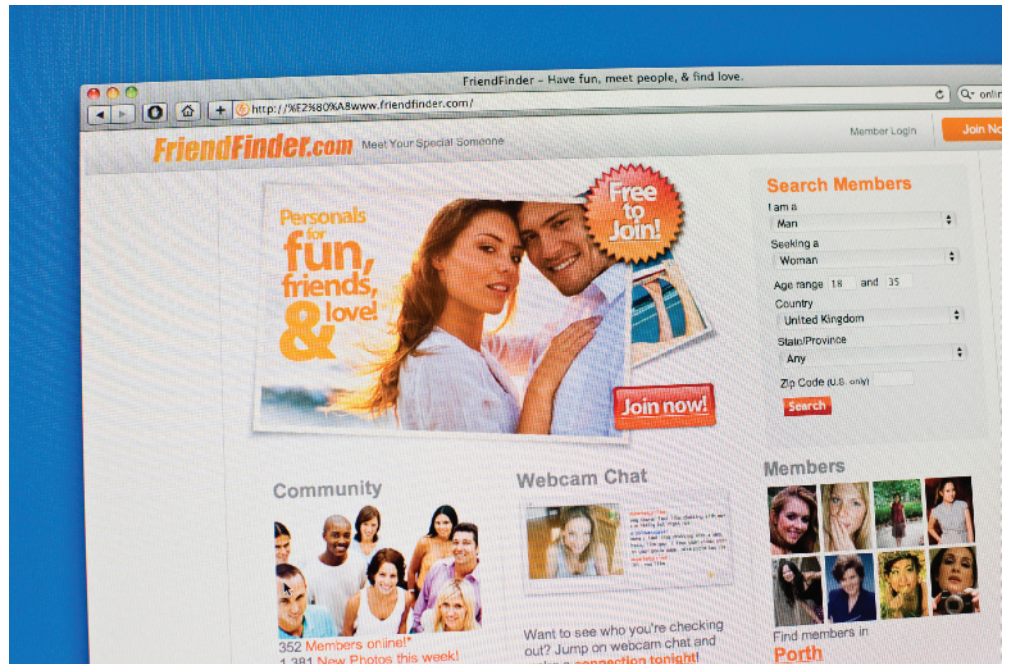 FriendFinder – Have fun, meet people, & find love.
http://%E2%80%A8www.friendfinder.com/
onlin
FriendFinder.com
Meet Your Special Someone
Member Login
Join No
Personals
for
fun,
friends,
& love!
Free
to
Join!
Join now!
Search Members
I am a
Man
Seeking a
Woman
Age range 18 and 35
Country
United Kingdom
State/Province
Any
Zip Code (U.S. only)
Search
Community
352 Members online!*
1,381 New Photos this week!
Webcam Chat
Want to see who you're checking
out? Jump on webcam chat and
connection tonight!
Members
Find members in
Porth